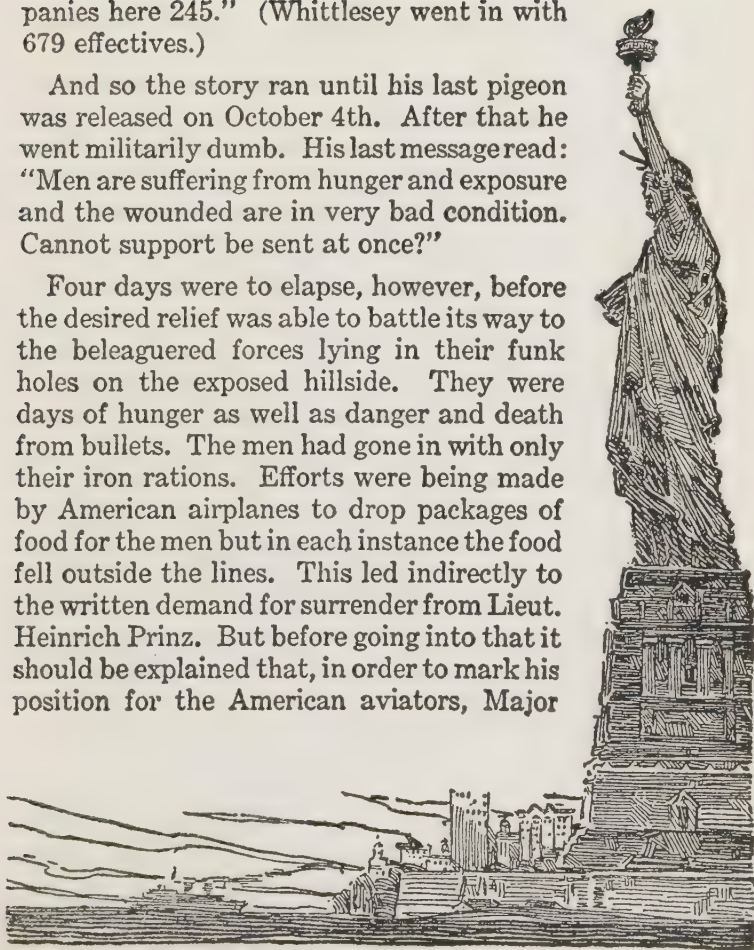 panies here 245." (Whittlesey went in with
679 effectives.)
And so the story ran until his last pigeon
was released on October 4th. After that he
went militarily dumb. His last message read:
"Men are suffering from hunger and exposure
and the wounded are in very bad condition.
Cannot support be sent at once?"
Four days were to elapse, however, before
the desired relief was able to battle its way to
the beleaguered forces lying in their funk
holes on the exposed hillside. They were
days of hunger as well as danger and death
from bullets. The men had gone in with only
their iron rations. Efforts were being made
by American airplanes to drop packages of
food for the men but in each instance the food
fell outside the lines. This led indirectly to
the written demand for surrender from Lieut.
Heinrich Prinz. But before going into that it
should be explained that, in order to mark his
position for the American aviators, Major